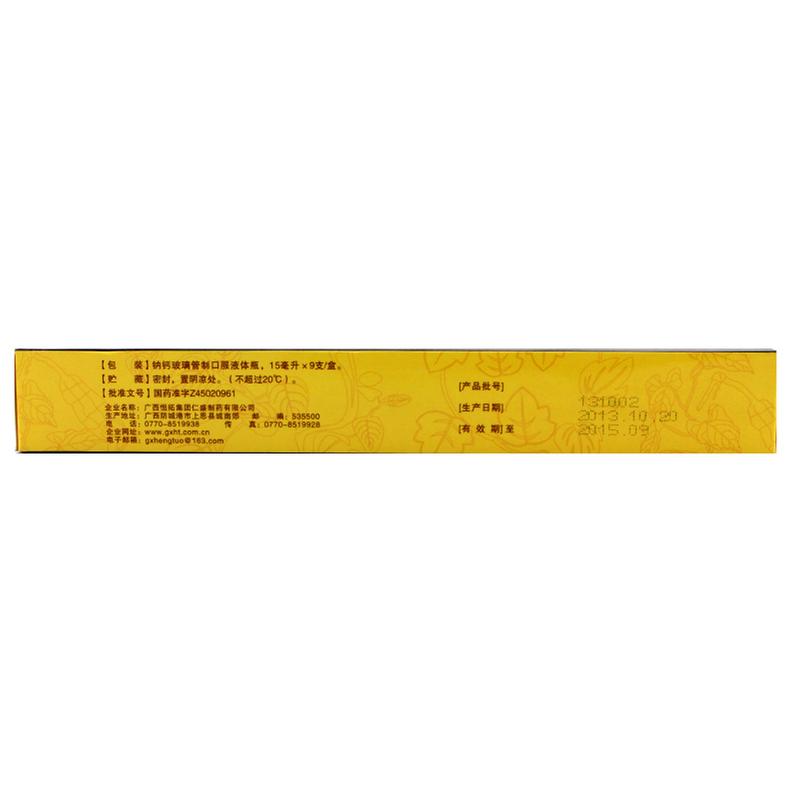 【包　装】钠钙玻璃管制口服液体瓶，15毫升×9支/盒。
【贮　藏】密封，置阴凉处。（不超过20℃）。
【批准文号】国药准字Z45020961
企业名称：广西恒拓集团仁盛制药有限公司
生产地址：广西防城港市上思县城南郊　邮　编：535500
电　话：0770-8519938　传　真：0770-8519928
企业网址：www.gxht.com.cn
电子邮箱：gxhengtuo@163.com
[产品批号] 131002
[生产日期] 2013.10.20
[有 效 期]至 2015.09